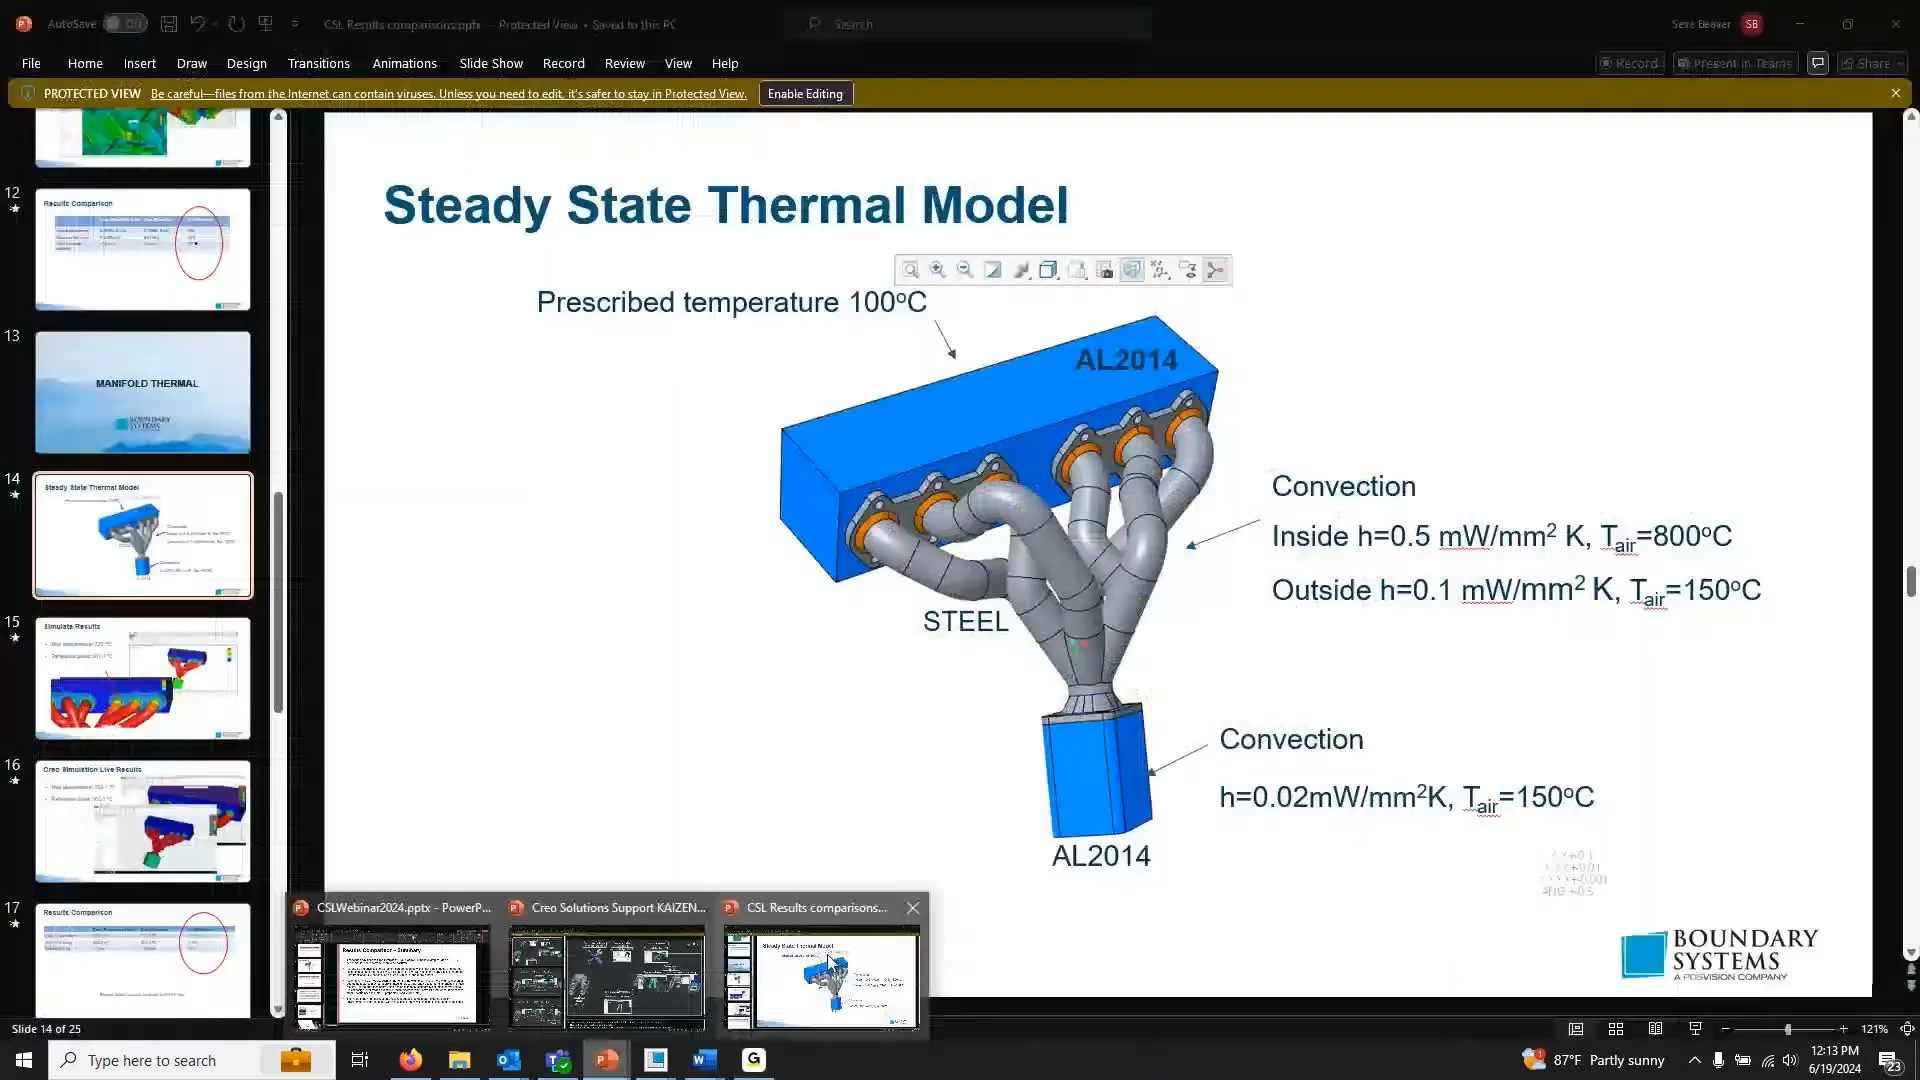 AutoSave Off CSL Results comparisons.pptx – Protected View • Saved to this PC Search Seve Beaver SB
File Home Insert Draw Design Transitions Animations Slide Show Record Review View Help Record Present in Teams Share
PROTECTED VIEW Be careful—files from the Internet can contain viruses. Unless you need to edit, it's safer to stay in Protected View. Enable Editing
12
Results Comparison
13
MANIFOLD THERMAL
BOUNDARY
SYSTEMS
14
Steady State Thermal Model
15
Simulate Results
16
Creo Simulation Live Results
17
Results Comparison
Steady State Thermal Model
Prescribed temperature 100°C
AL2014
Convection
Inside h=0.5 mW/mm² K, Tair=800°C
Outside h=0.1 mW/mm² K, Tair=150°C
STEEL
Convection
h=0.02mW/mm²K, Tair=150°C
AL2014
BOUNDARY
SYSTEMS
A PDSVISION COMPANY
CSLWebinar2024.pptx - PowerP... Creo Solutions Support KAIZEN... CSL Results comparisons...
Results Comparison - Summary
Steady State Thermal Model
Slide 14 of 25 121%
Type here to search 87°F Partly sunny 12:13 PM
6/19/2024
23